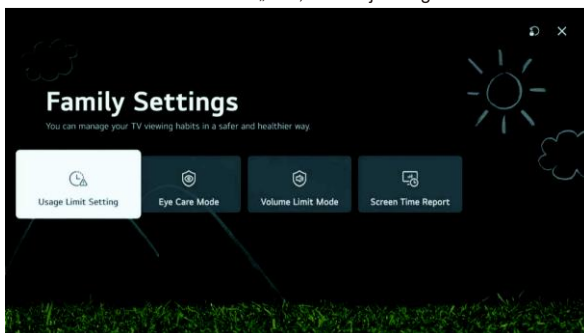 Family Settings
You can manage your TV viewing habits in a safer and healthier way.
Usage Limit Setting
Eye Care Mode
Volume Limit Mode
Screen Time Report